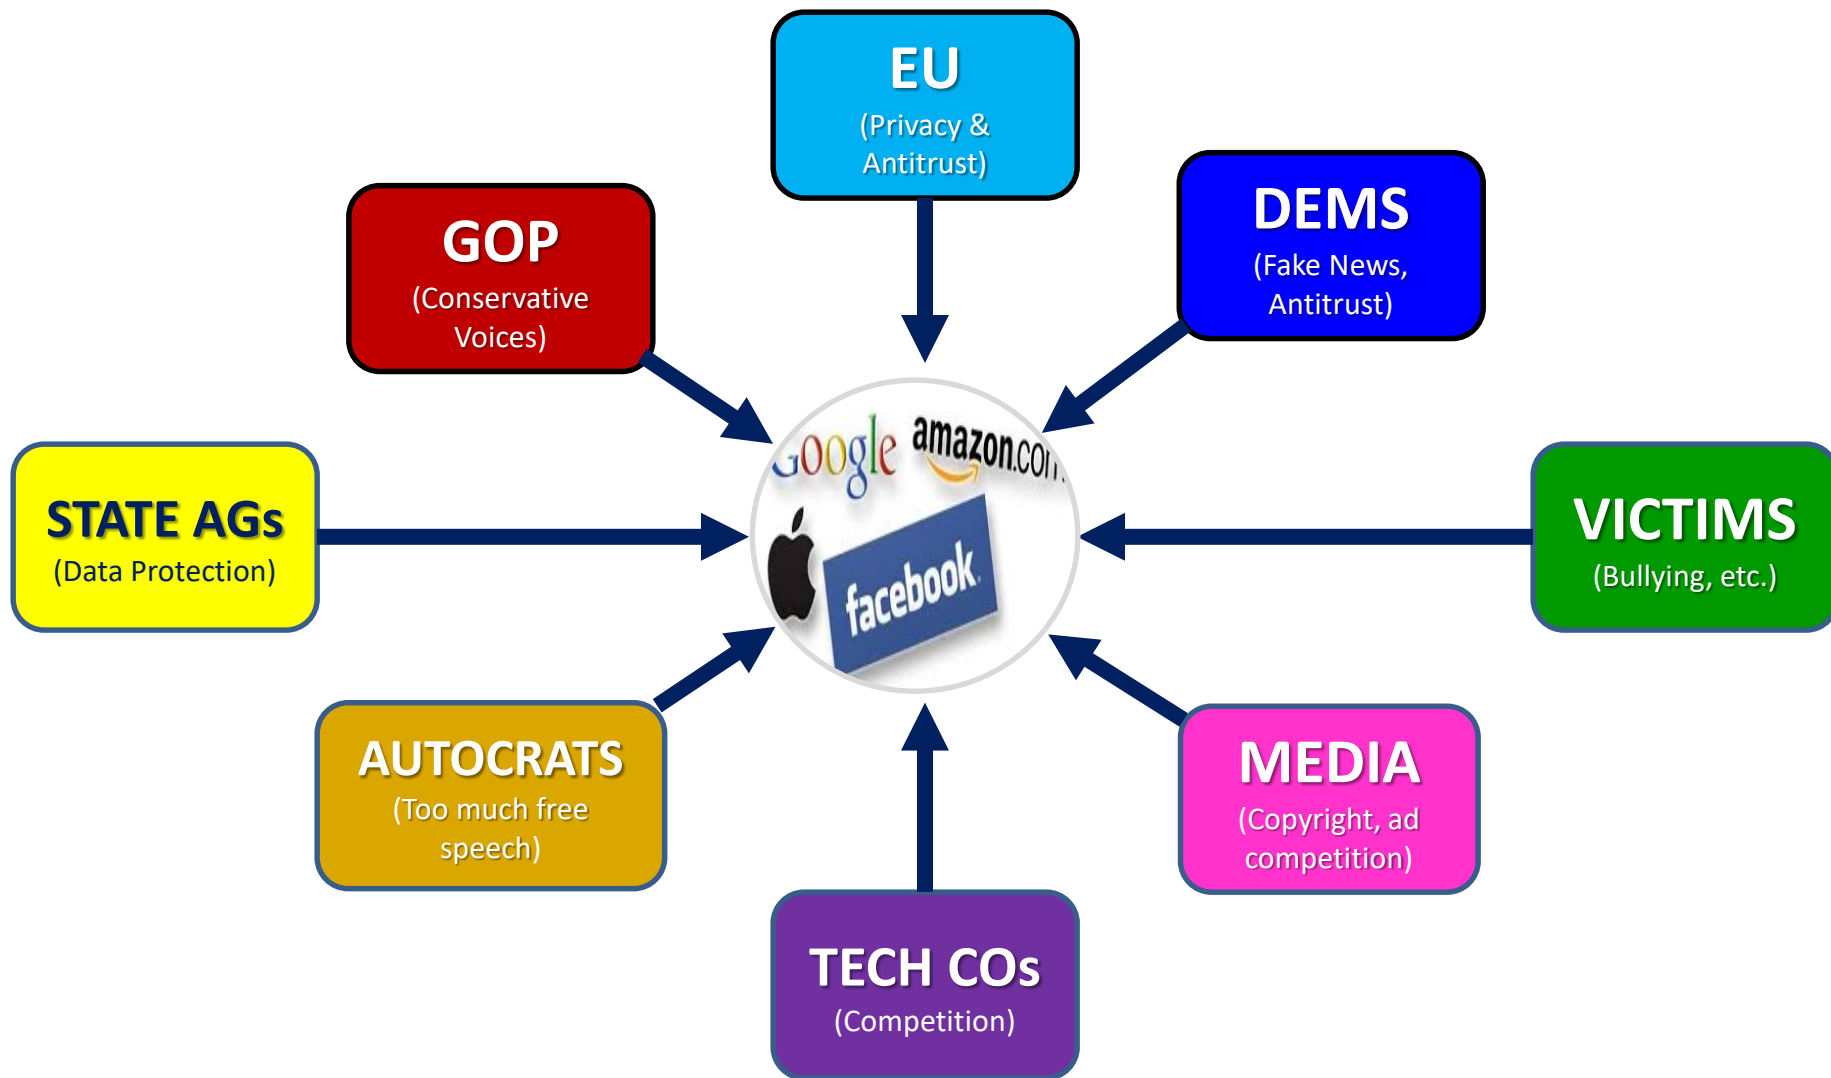 EU
(Privacy &
Antitrust)
DEMS
(Fake News,
Antitrust)
GOP
(Conservative
Voices)
Google
amazon.com
STATE AGs
(Data Protection)
VICTIMS
(Bullying, etc.)
facebook
AUTOCRATS
(Too much free
speech)
MEDIA
(Copyright, ad
competition)
TECH COs
(Competition)